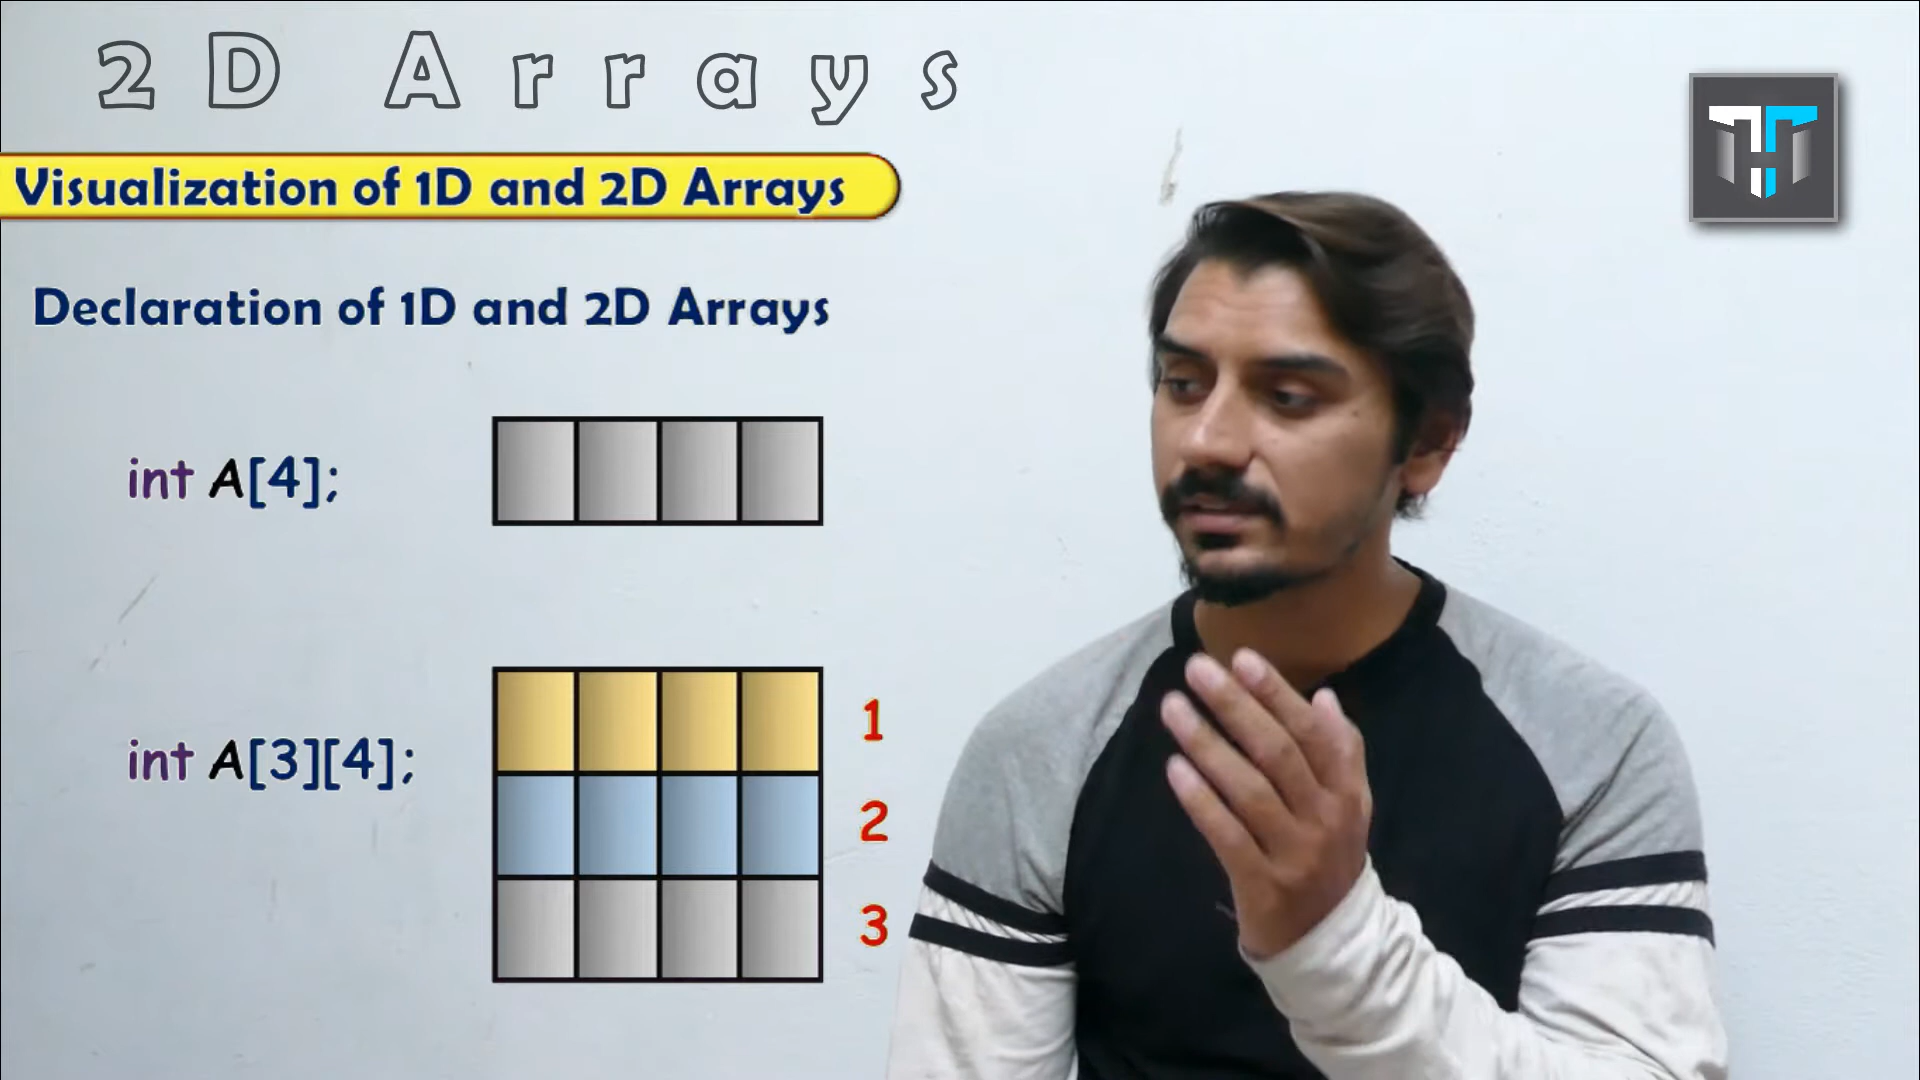 2D Arrays
Visualization of 1D and 2D Arrays
Declaration of 1D and 2D Arrays
int A[4];
int A[3][4];
1
2
3